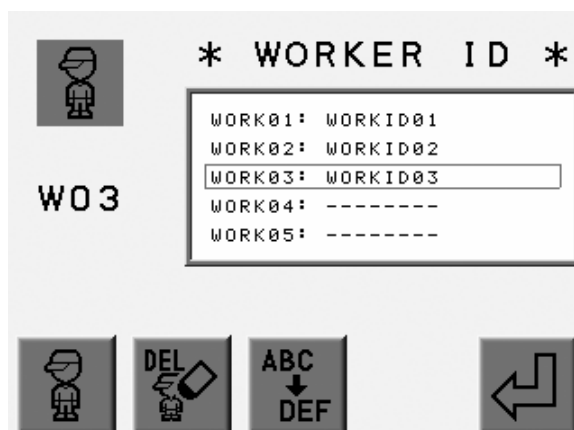 * WORKER ID *
WORK01: WORKID01
WORK02: WORKID02
WORK03: WORKID03
WORK04: --------
WORK05: --------
W03
DEL
ABC
DEF